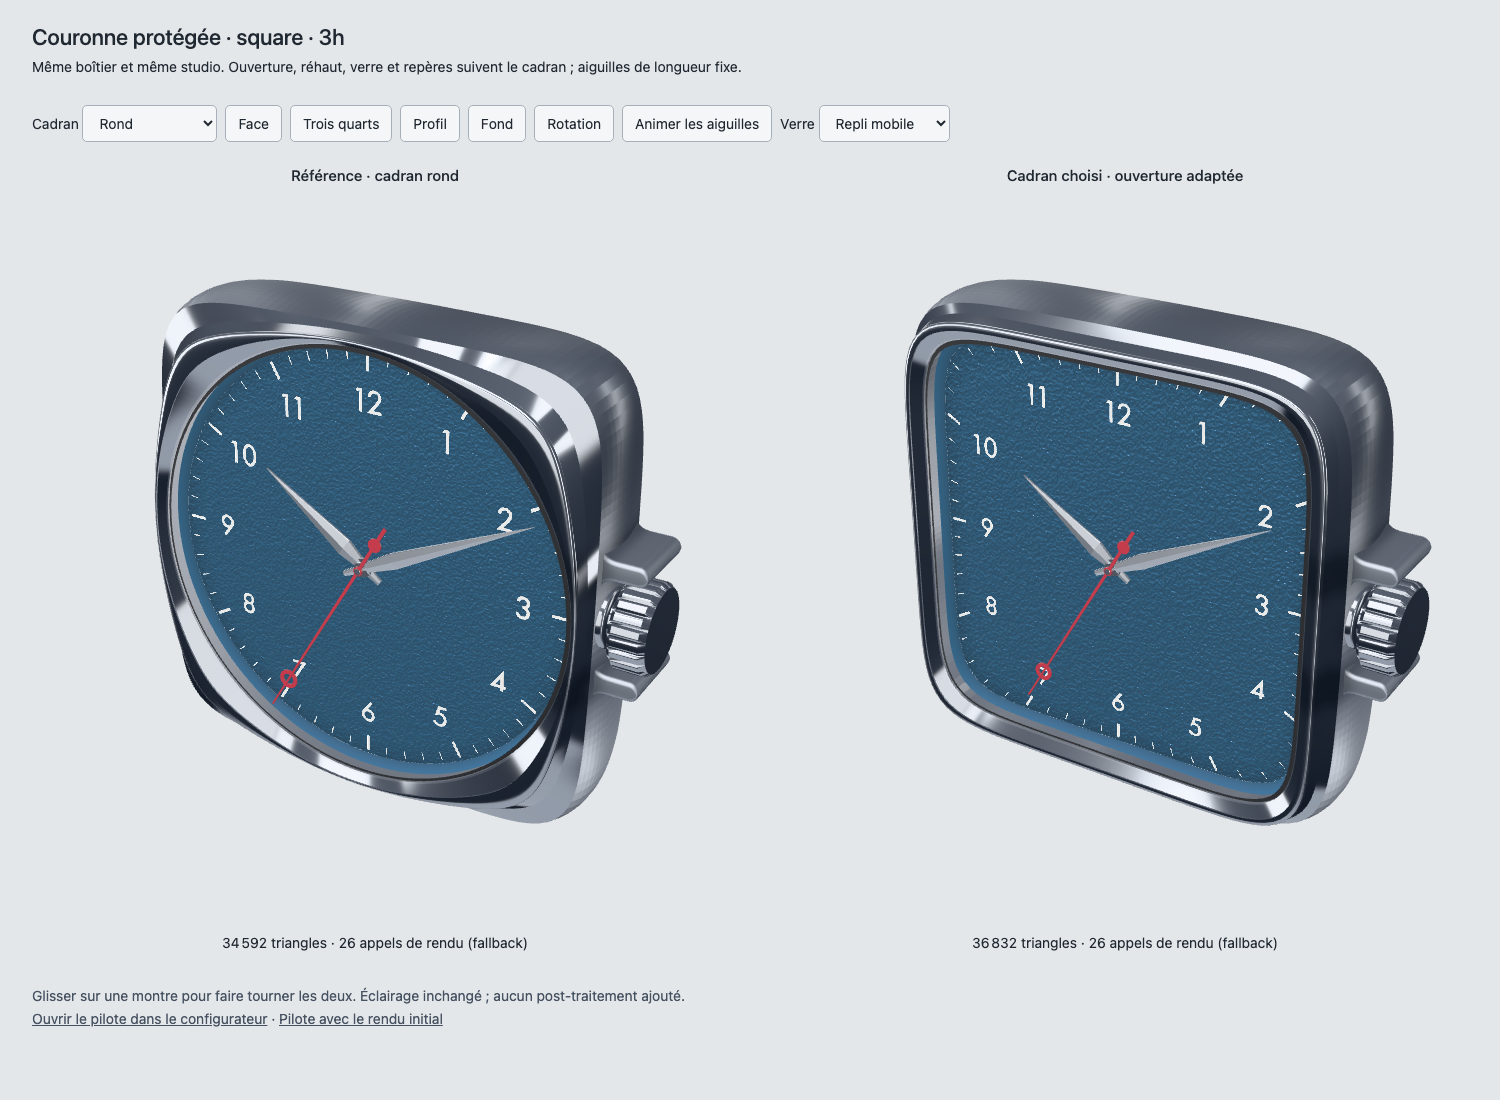 Couronne protégée · square · 3h
Même boîtier et même studio. Ouverture, réhaut, verre et repères suivent le cadran ; aiguilles de longueur fixe.
Cadran Rond Face Trois quarts Profil Fond Rotation Animer les aiguilles Verre Repli mobile
Référence · cadran rond
Cadran choisi · ouverture adaptée
12
1
2
3
4
5
6
7
8
9
10
11
12
1
2
3
4
5
6
8
9
10
11
34 592 triangles · 26 appels de rendu (fallback)
36 832 triangles · 26 appels de rendu (fallback)
Glisser sur une montre pour faire tourner les deux. Éclairage inchangé ; aucun post-traitement ajouté.
Ouvrir le pilote dans le configurateur · Pilote avec le rendu initial